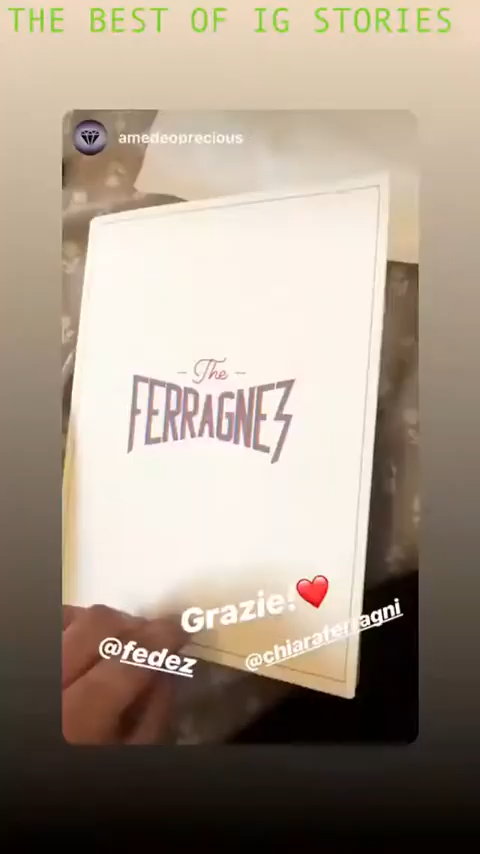 THE BEST OF IG STORIES
amedeoprecious
The
FERRAGNEZ
Grazie!❤️
@fedez
@chiaraferragni